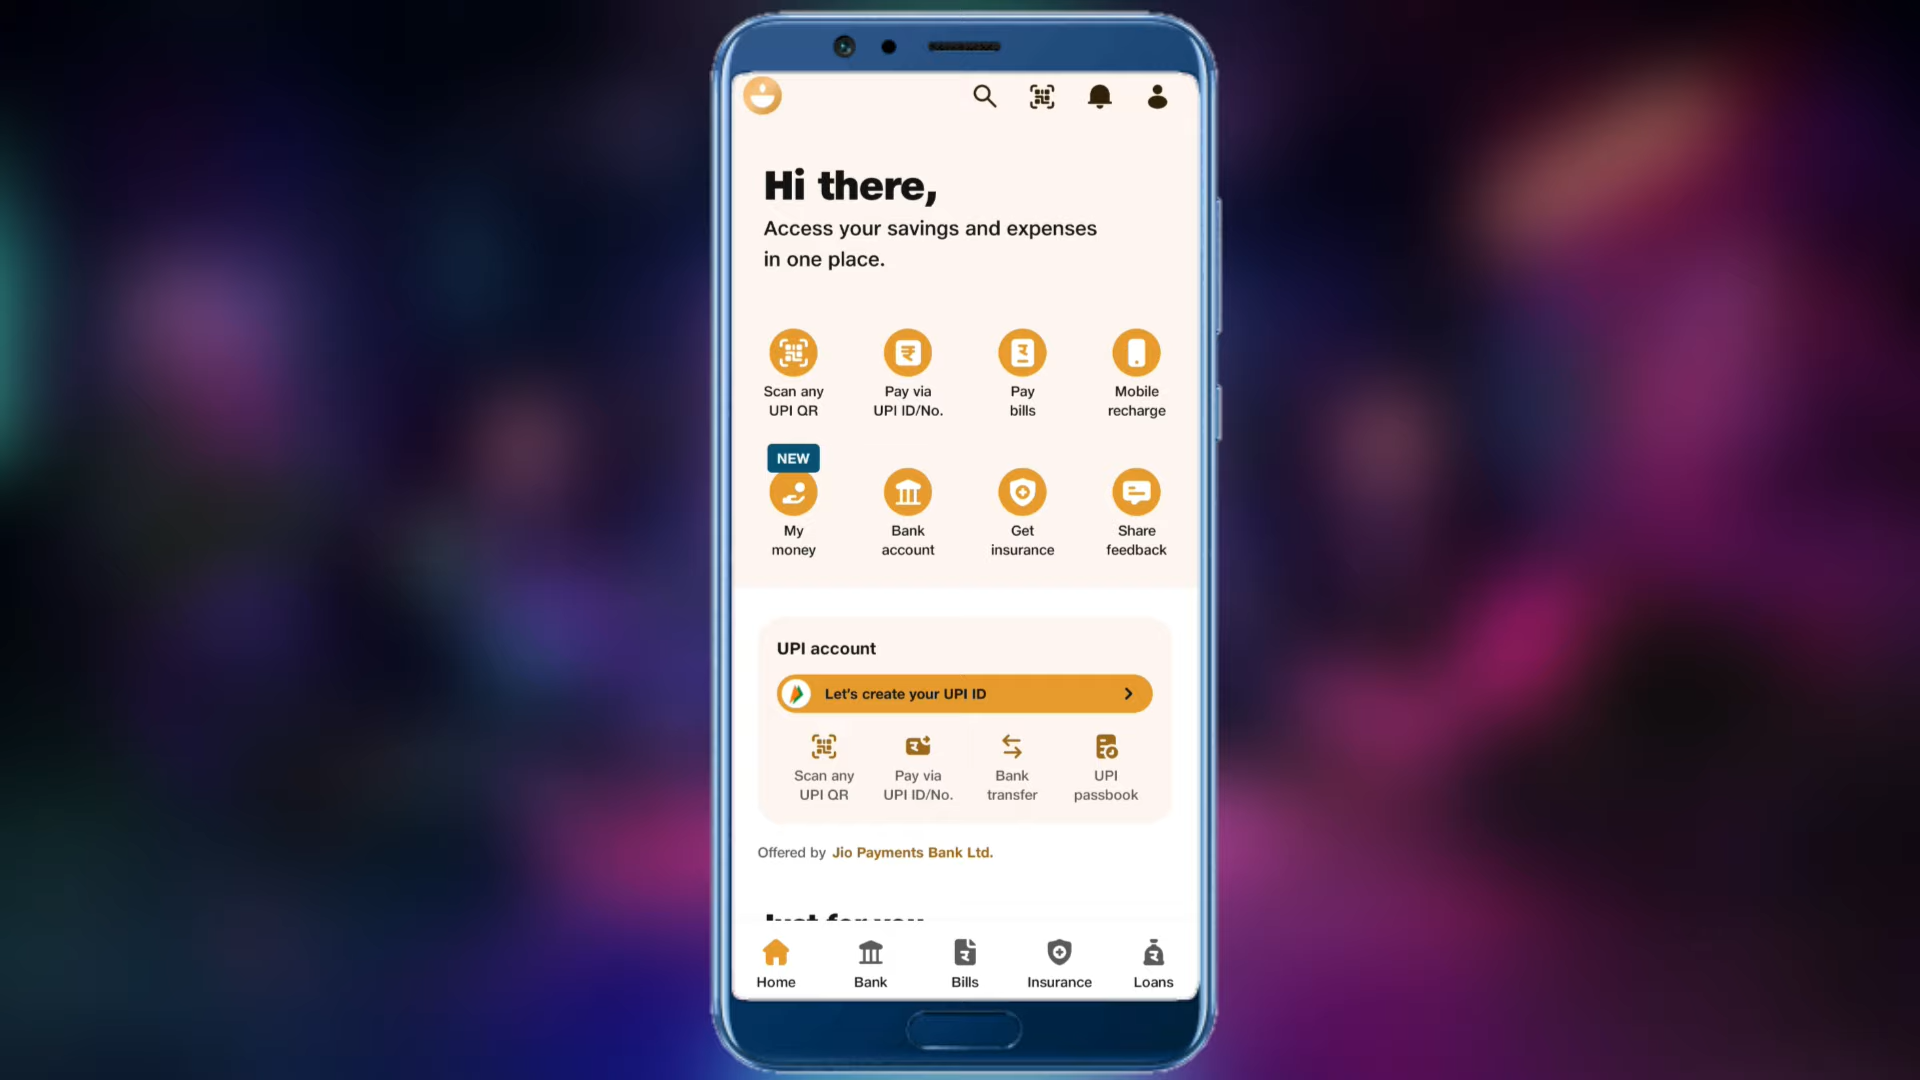 Hi there,
Access your savings and expenses
in one place.
Scan any
UPI QR
Pay via
UPI ID/No.
Pay
bills
Mobile
recharge
NEW
My
money
Bank
account
Get
insurance
Share
feedback
UPI account
Let's create your UPI ID
Scan any
UPI QR
Pay via
UPI ID/No.
Bank
transfer
UPI
passbook
Offered by Jio Payments Bank Ltd.
Just for you
Home
Bank
Bills
Insurance
Loans